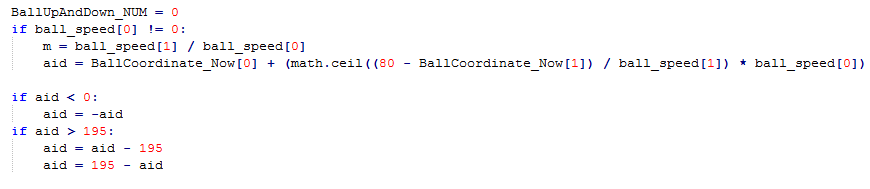 BallUpAndDown_NUM = 0
if ball_speed[0] != 0:
    m = ball_speed[1] / ball_speed[0]
    aid = BallCoordinate_Now[0] + (math.ceil((80 - BallCoordinate_Now[1]) / ball_speed[1]) * ball_speed[0])
if aid < 0:
    aid = -aid
if aid > 195:
    aid = aid - 195
    aid = 195 - aid